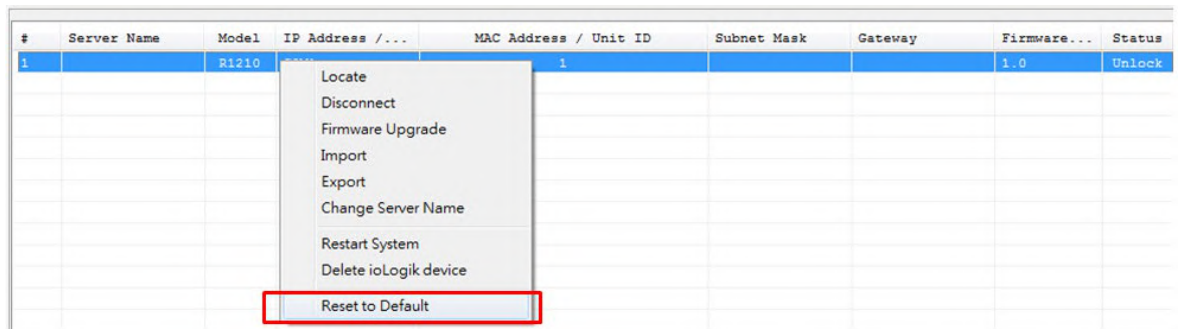 # Server Name Model IP Address /... MAC Address / Unit ID Subnet Mask Gateway Firmware... Status
1 R1210 1 1.0 Unlock
Locate
Disconnect
Firmware Upgrade
Import
Export
Change Server Name
Restart System
Delete ioLogik device
Reset to Default